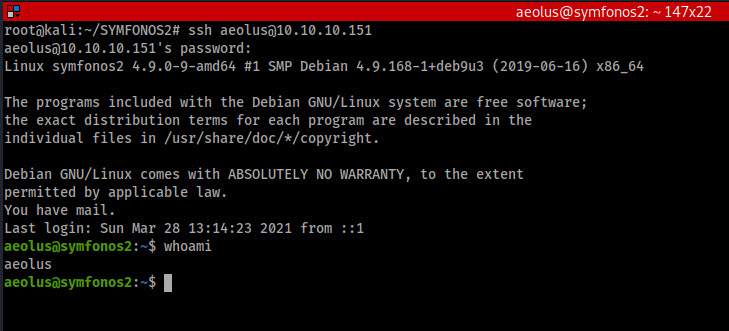 aeolus@symfonos2: ~ 147x22
root@kali:~/SYMFONOS2# ssh aeolus@10.10.10.151
aeolus@10.10.10.151's password:
Linux symfonos2 4.9.0-9-amd64 #1 SMP Debian 4.9.168-1+deb9u3 (2019-06-16) x86_64
The programs included with the Debian GNU/Linux system are free software;
the exact distribution terms for each program are described in the
individual files in /usr/share/doc/*/copyright.
Debian GNU/Linux comes with ABSOLUTELY NO WARRANTY, to the extent
permitted by applicable law.
You have mail.
Last login: Sun Mar 28 13:14:23 2021 from ::1
aeolus@symfonos2:~$ whoami
aeolus
aeolus@symfonos2:~$